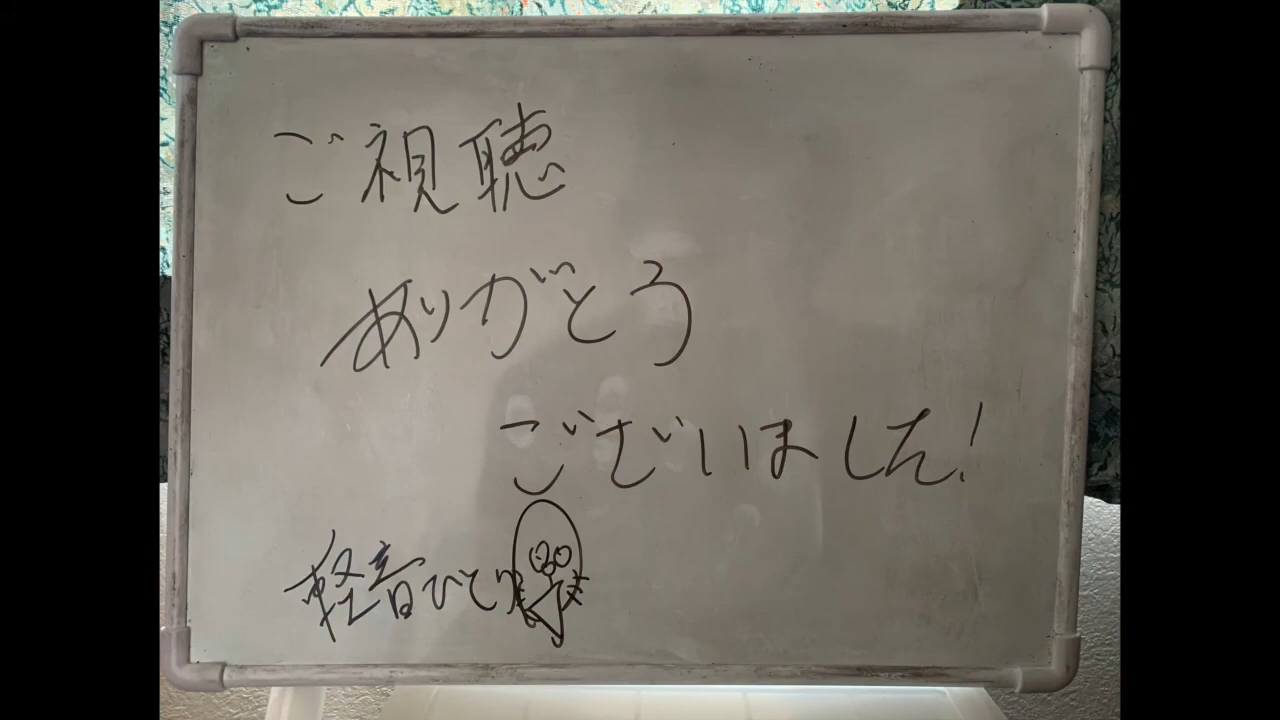 ご視聴
ありがとう
ございました!
軽音ひとり